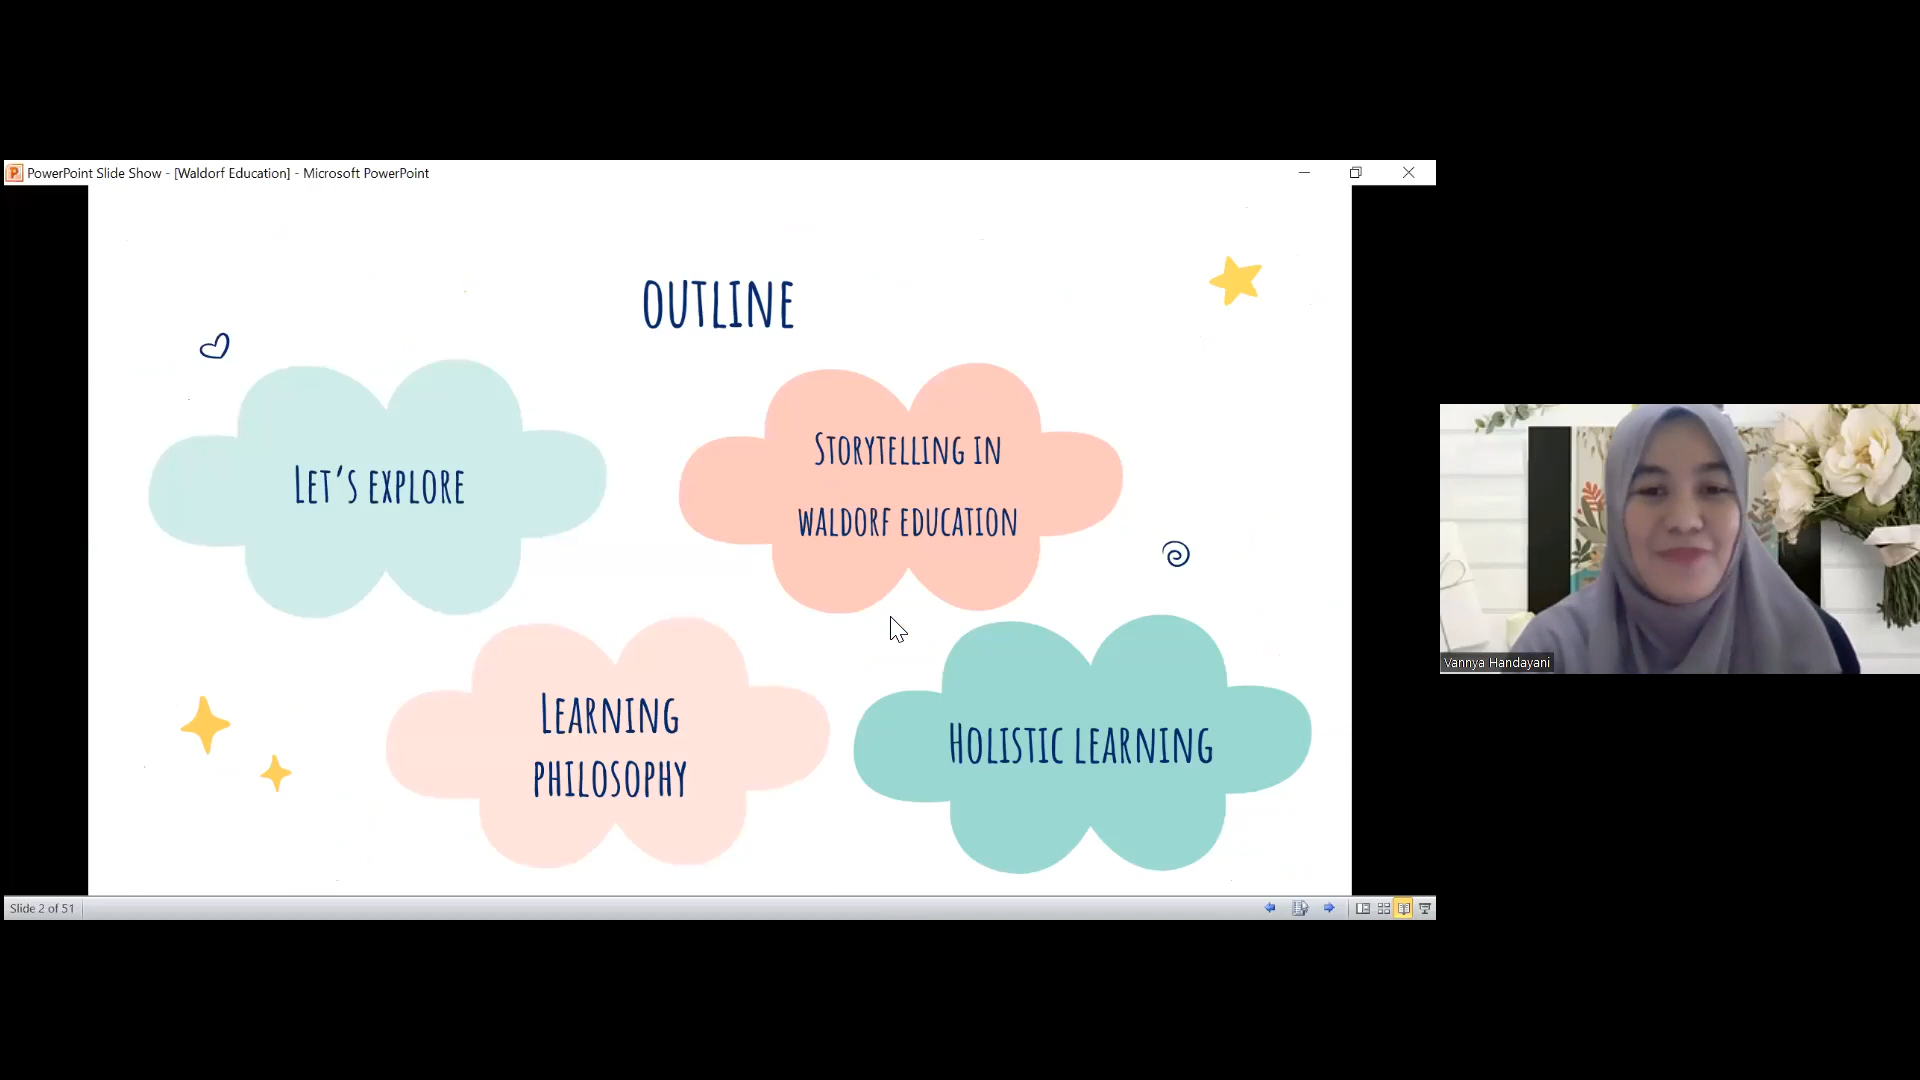 PowerPoint Slide Show - [Waldorf Education] - Microsoft PowerPoint
OUTLINE
LET'S EXPLORE
STORYTELLING IN
WALDORF EDUCATION
LEARNING
PHILOSOPHY
HOLISTIC LEARNING
Vannya Handayani
Slide 2 of 51